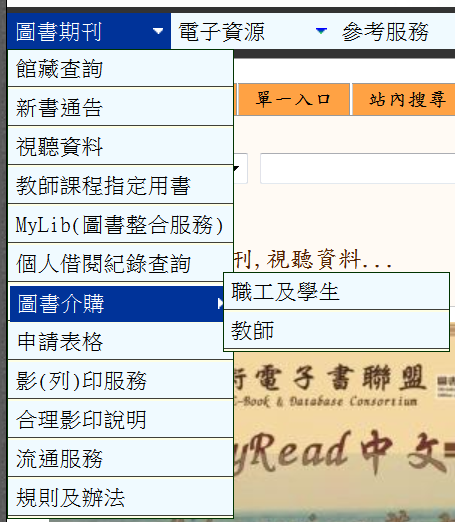 圖書期刊 電子資源 參考服務
館藏查詢
新書通告
單一入口 站內搜尋
視聽資料
教師課程指定用書
MyLib(圖書整合服務)
個人借閱紀錄查詢
刊,視聽資料...
圖書介購
職工及學生
教師
申請表格
影(列)印服務
合理影印說明
流通服務
規則及辦法
電子書聯盟
E-Book & Database Consortium
yRead 中文